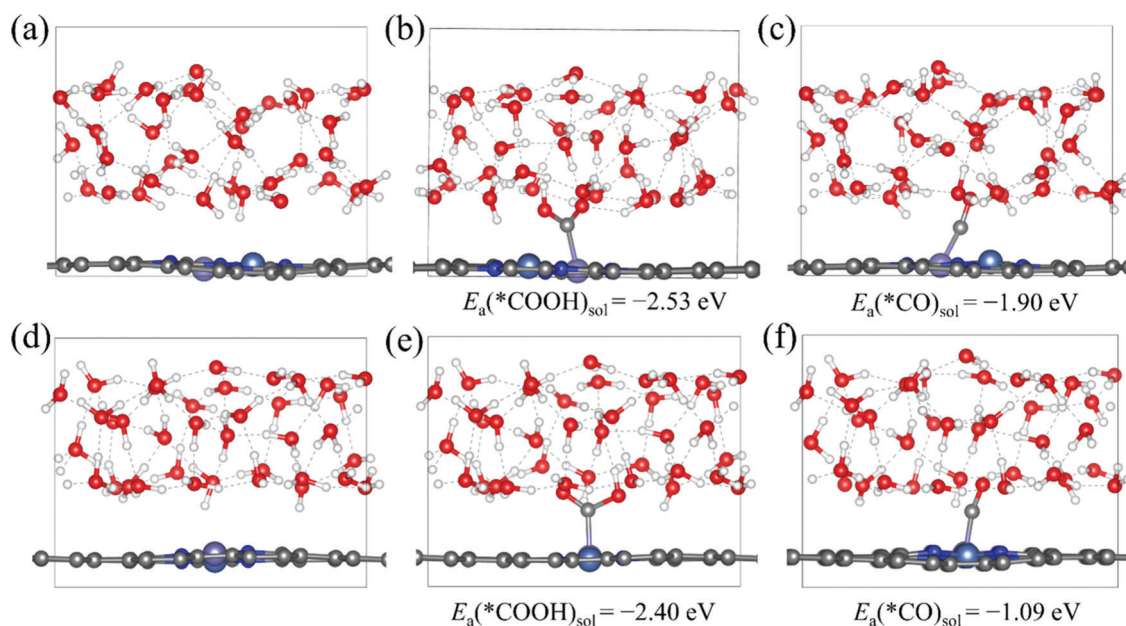 (a) (b) (c)
Eₐ(*COOH)ₛₒₗ = −2.53 eV Eₐ(*CO)ₛₒₗ = −1.90 eV
(d) (e) (f)
Eₐ(*COOH)ₛₒₗ = −2.40 eV Eₐ(*CO)ₛₒₗ = −1.09 eV